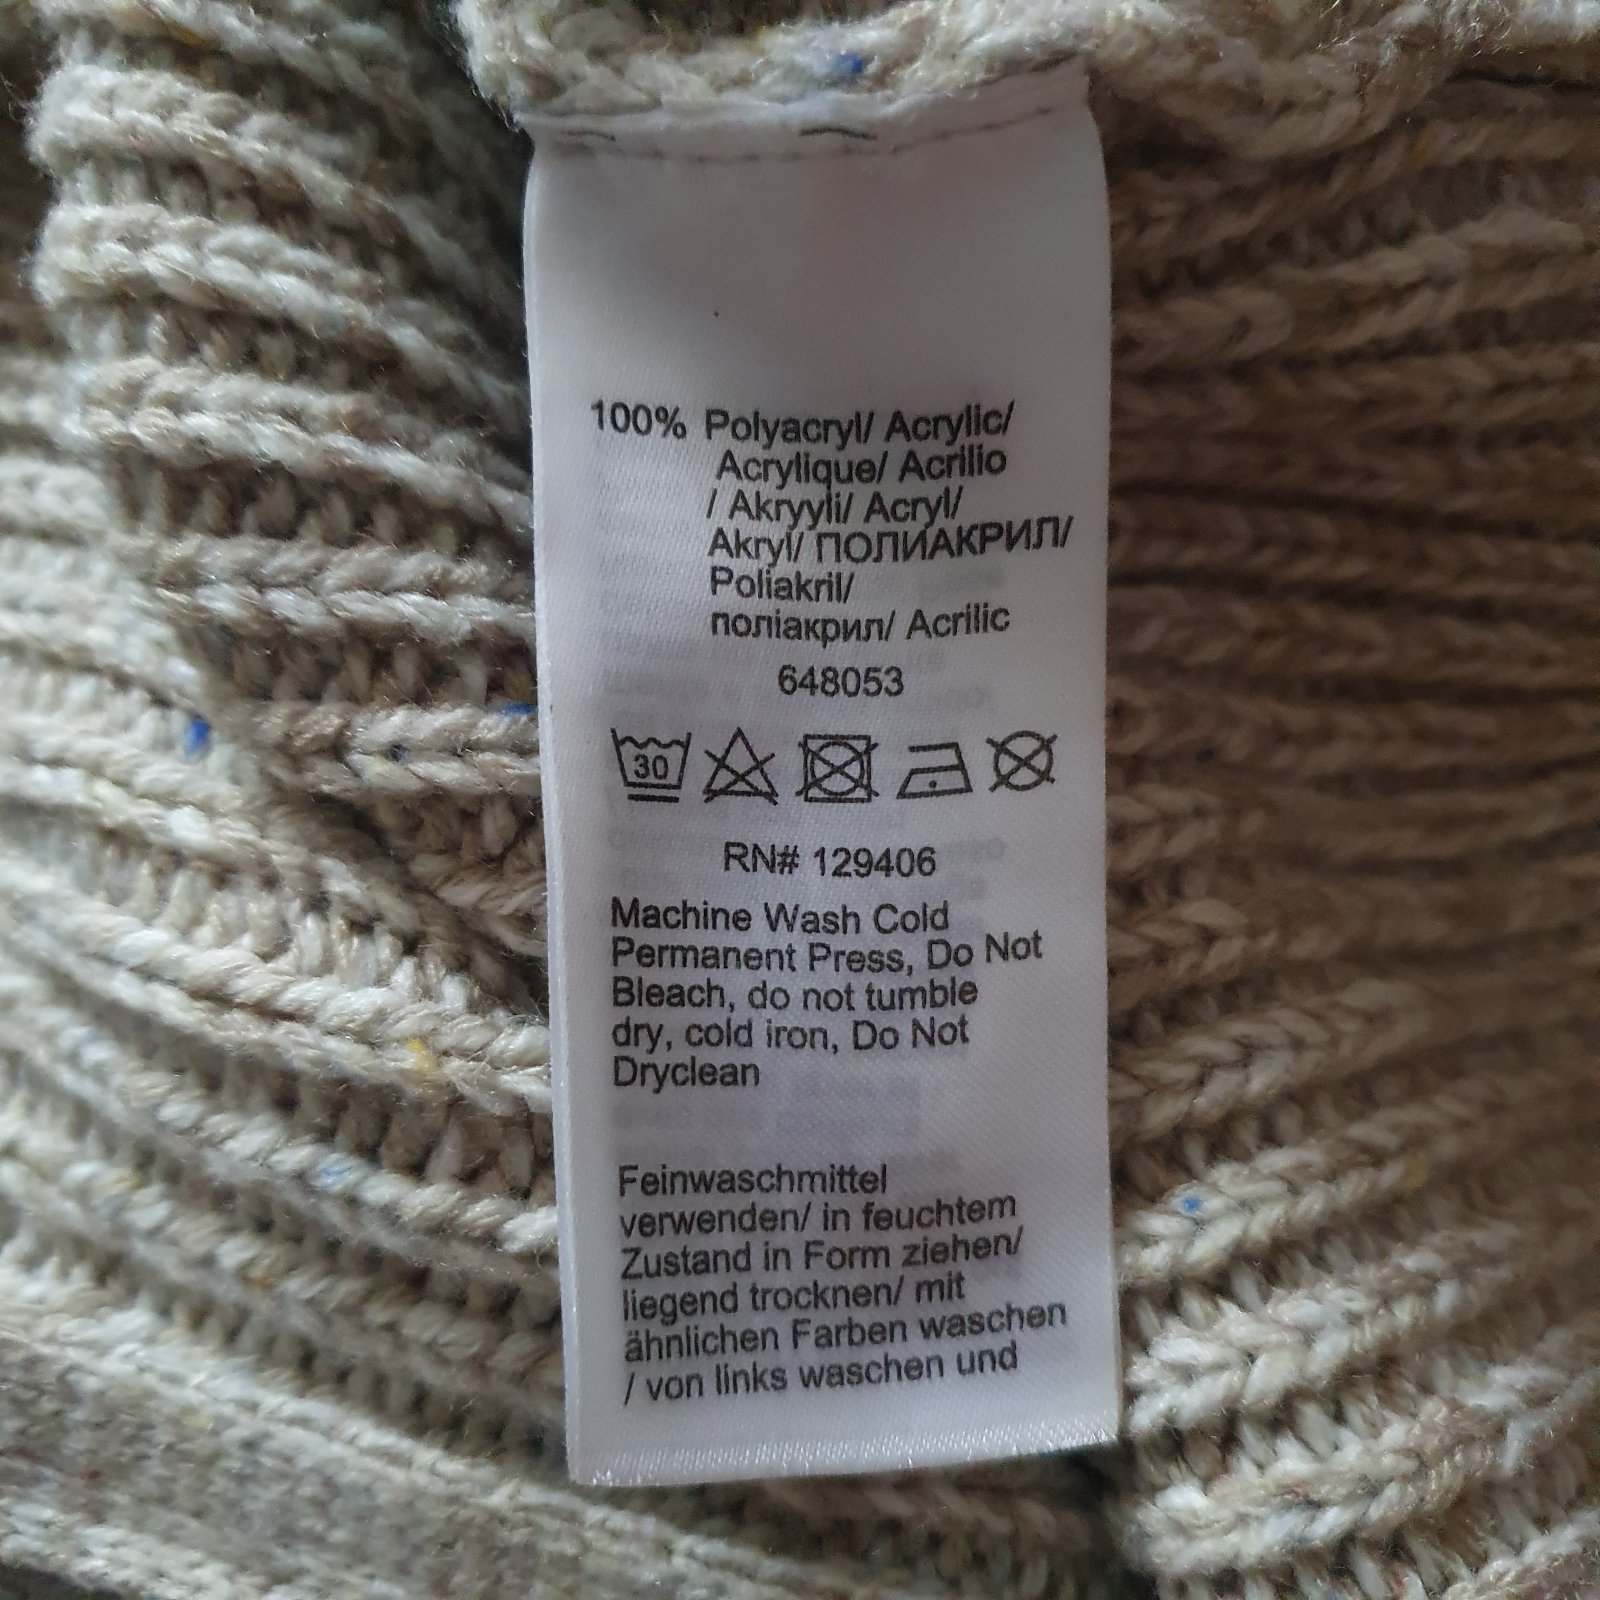 100% Polyacryl/ Acrylic/
Acrylique/ Acrilio
/ Akryyli/ Acryl/
Akryl/ ПОЛИАКРИЛ/
Poliakril/
поліакрил/ Acrilic
648053
30
RN# 129406
Machine Wash Cold
Permanent Press, Do Not
Bleach, do not tumble
dry, cold iron, Do Not
Dryclean
Feinwaschmittel
verwenden/ in feuchtem
Zustand in Form ziehen/
liegend trocknen/ mit
ähnlichen Farben waschen
/ von links waschen und